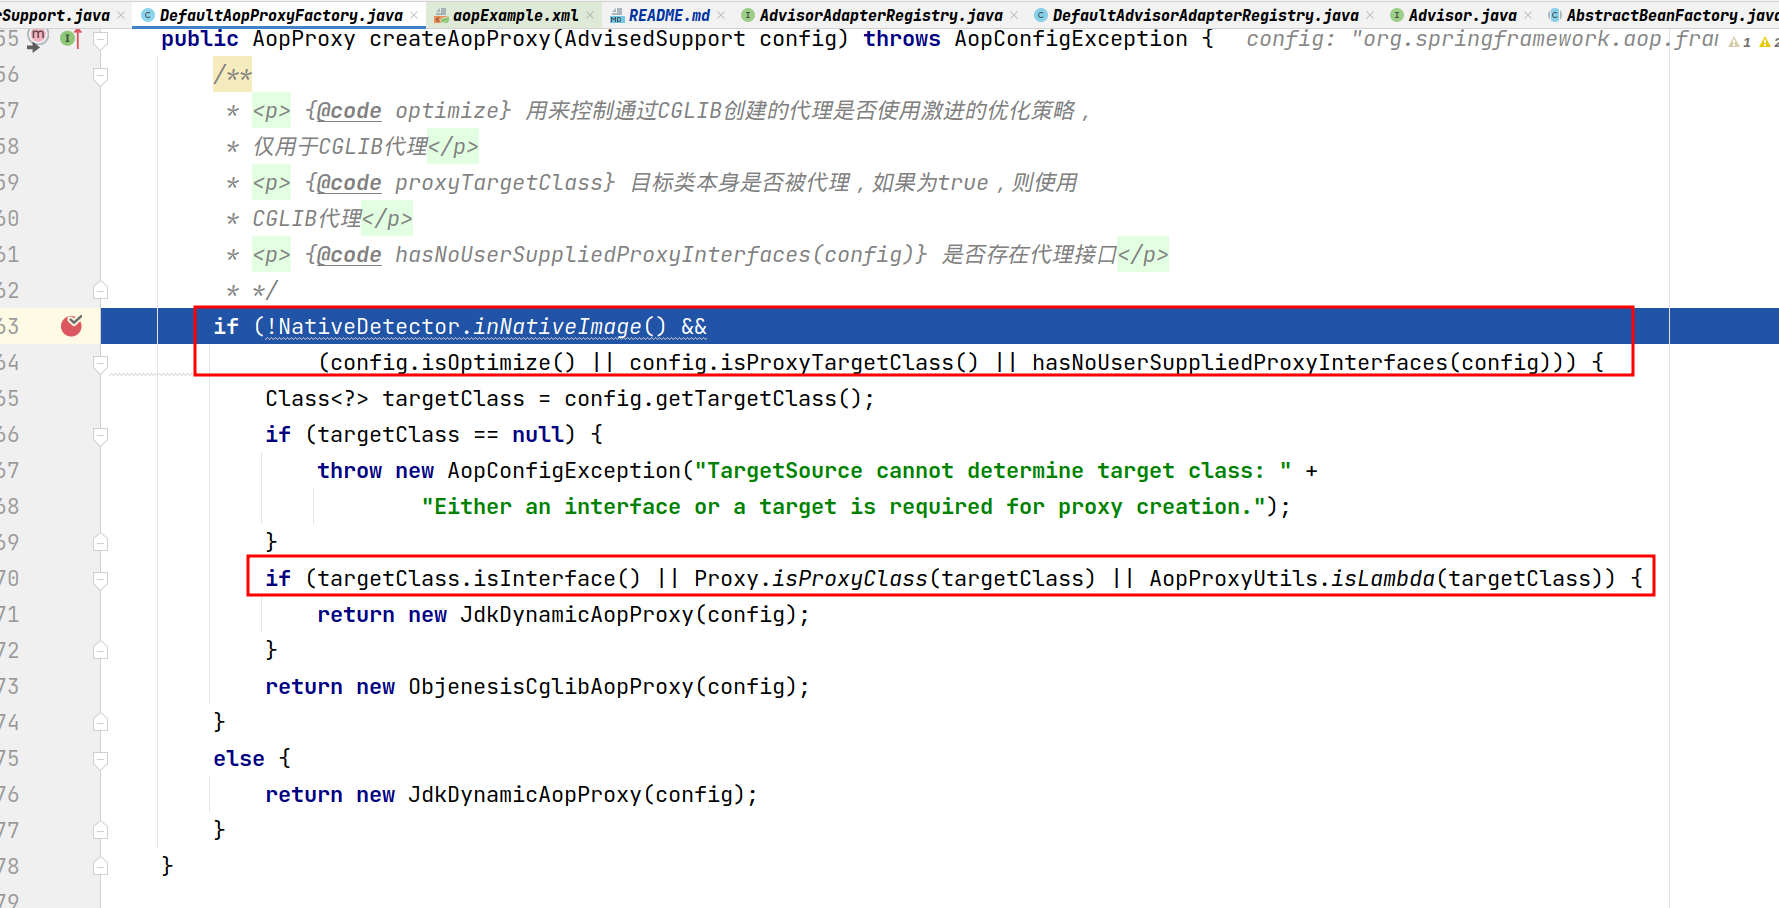 rSupport.java DefaultAopProxyFactory.java aopExample.xml README.md AdvisorAdapterRegistry.java DefaultAdvisorAdapterRegistry.java Advisor.java AbstractBeanFactory.java
55 public AopProxy createAopProxy(AdvisedSupport config) throws AopConfigException { config: "org.springframework.aop.fra 1 2
56 /**
57 * <p> {@code optimize} 用来控制通过CGLIB创建的代理是否使用激进的优化策略，
58 * 仅用于CGLIB代理</p>
59 * <p> {@code proxyTargetClass} 目标类本身是否被代理，如果为true，则使用
60 * CGLIB代理</p>
61 * <p> {@code hasNoUserSuppliedProxyInterfaces(config)} 是否存在代理接口</p>
62 * */
63 if (!NativeDetector.inNativeImage() &&
64 (config.isOptimize() || config.isProxyTargetClass() || hasNoUserSuppliedProxyInterfaces(config))) {
65 Class<?> targetClass = config.getTargetClass();
66 if (targetClass == null) {
67 throw new AopConfigException("TargetSource cannot determine target class: " +
68 "Either an interface or a target is required for proxy creation.");
69 }
70 if (targetClass.isInterface() || Proxy.isProxyClass(targetClass) || AopProxyUtils.isLambda(targetClass)) {
71 return new JdkDynamicAopProxy(config);
72 }
73 return new ObjenesisCglibAopProxy(config);
74 }
75 else {
76 return new JdkDynamicAopProxy(config);
77 }
78 }
79